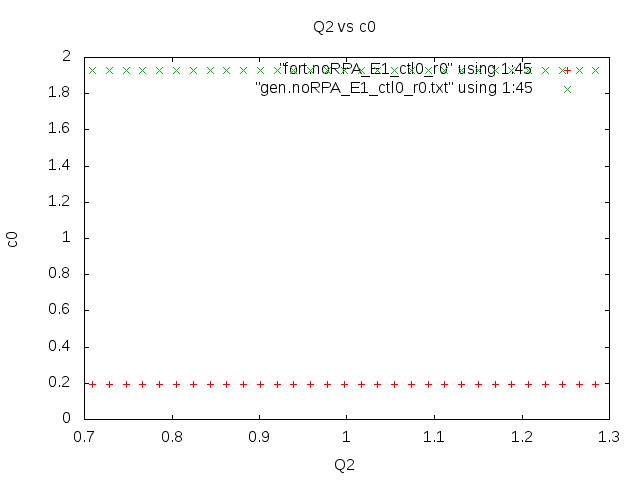 Q2 vs c0
2
"fort.noRPA_E1_ctl0_r0" using 1:45
1.8
"gen.noRPA_E1_ctl0_r0.txt" using 1:45
1.6
1.4
1.2
c0
1
0.8
0.6
0.4
0.2
0
0.7 0.8 0.9 1 1.1 1.2 1.3
Q2